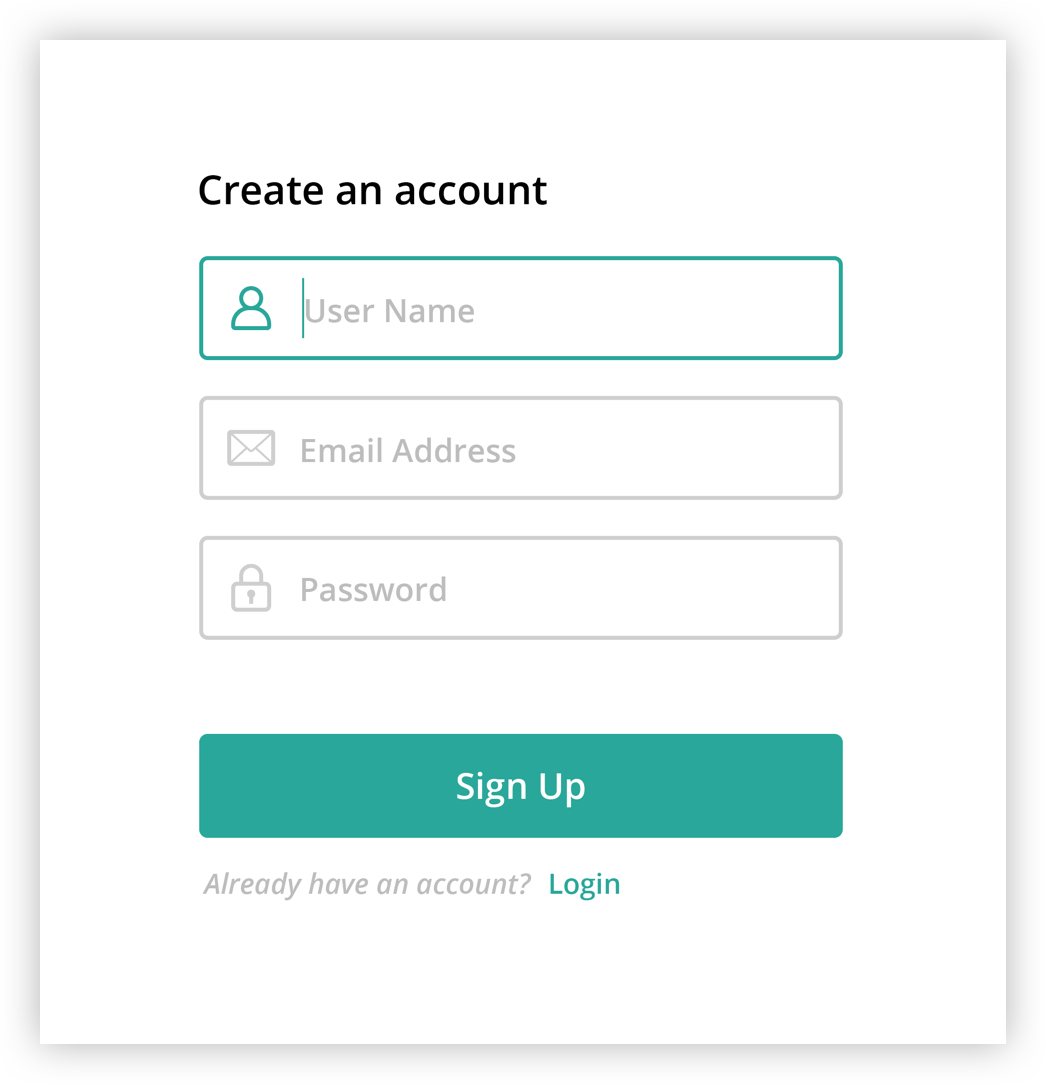 Create an account
User Name
Email Address
Password
Sign Up
Already have an account? Login